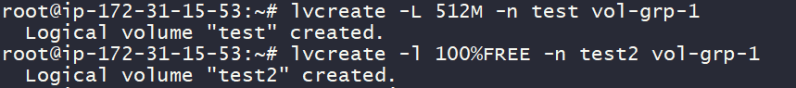 root@ip-172-31-15-53:~# lvcreate -L 512M -n test vol-grp-1
  Logical volume "test" created.
root@ip-172-31-15-53:~# lvcreate -l 100%FREE -n test2 vol-grp-1
  Logical volume "test2" created.